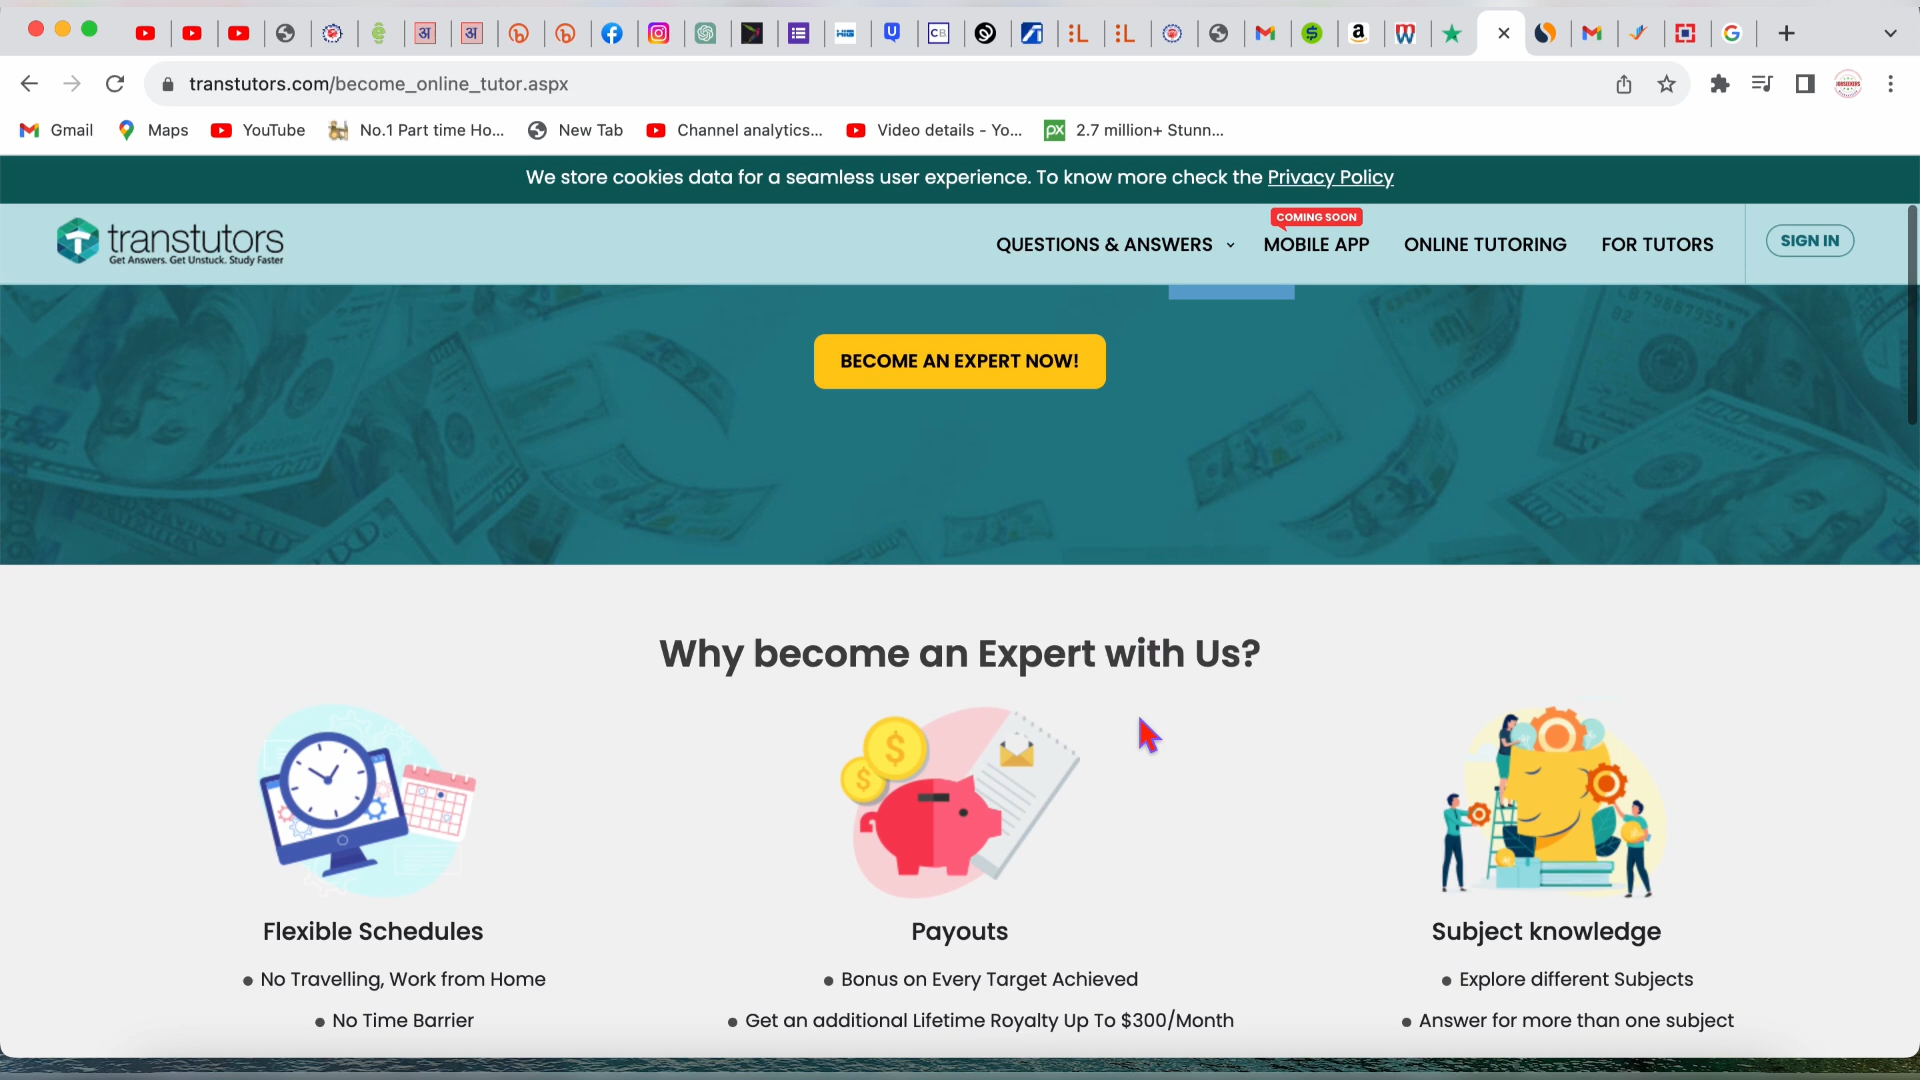 transtutors.com/become_online_tutor.aspx
Gmail Maps YouTube No.1 Part time Ho... New Tab Channel analytics... Video details - Yo... 2.7 million+ Stunn...
We store cookies data for a seamless user experience. To know more check the Privacy Policy
transtutors
Get Answers. Get Unstuck. Study Faster
COMING SOON
QUESTIONS & ANSWERS MOBILE APP ONLINE TUTORING FOR TUTORS SIGN IN
BECOME AN EXPERT NOW!
Why become an Expert with Us?
Flexible Schedules
• No Travelling, Work from Home
• No Time Barrier
Payouts
• Bonus on Every Target Achieved
• Get an additional Lifetime Royalty Up To $300/Month
Subject knowledge
• Explore different Subjects
• Answer for more than one subject